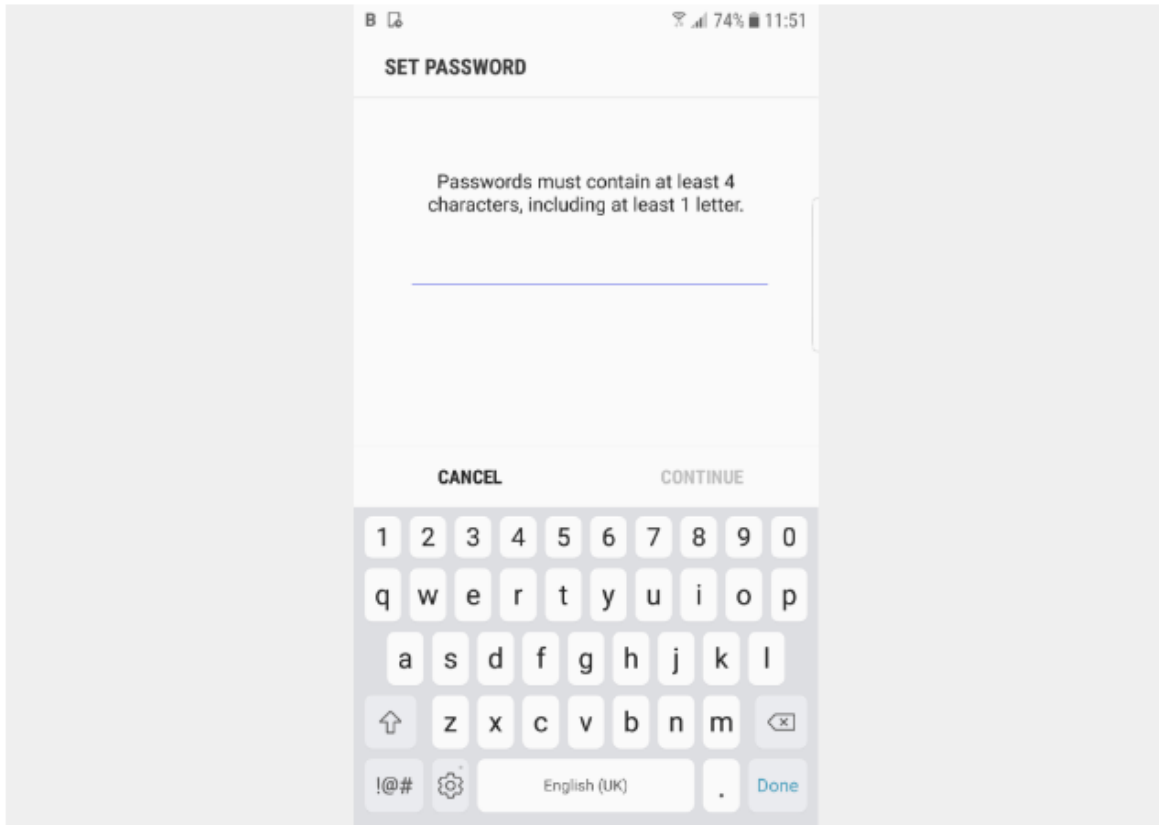 B 74% 11:51
SET PASSWORD
Passwords must contain at least 4
characters, including at least 1 letter.
CANCEL CONTINUE
1 2 3 4 5 6 7 8 9 0
q w e r t y u i o p
a s d f g h j k l
z x c v b n m
!@# English (UK) . Done